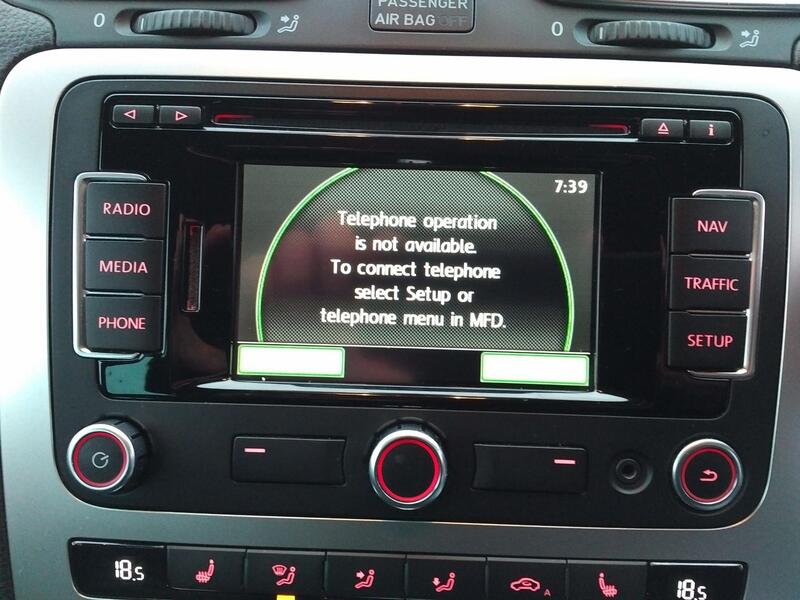 PASSENGER
AIR BAG OFF
0
0
i
RADIO
MEDIA
PHONE
7:39
Telephone operation
is not available.
To connect telephone
select Setup or
telephone menu in MFD.
NAV
TRAFFIC
SETUP
18.5
A
18.5